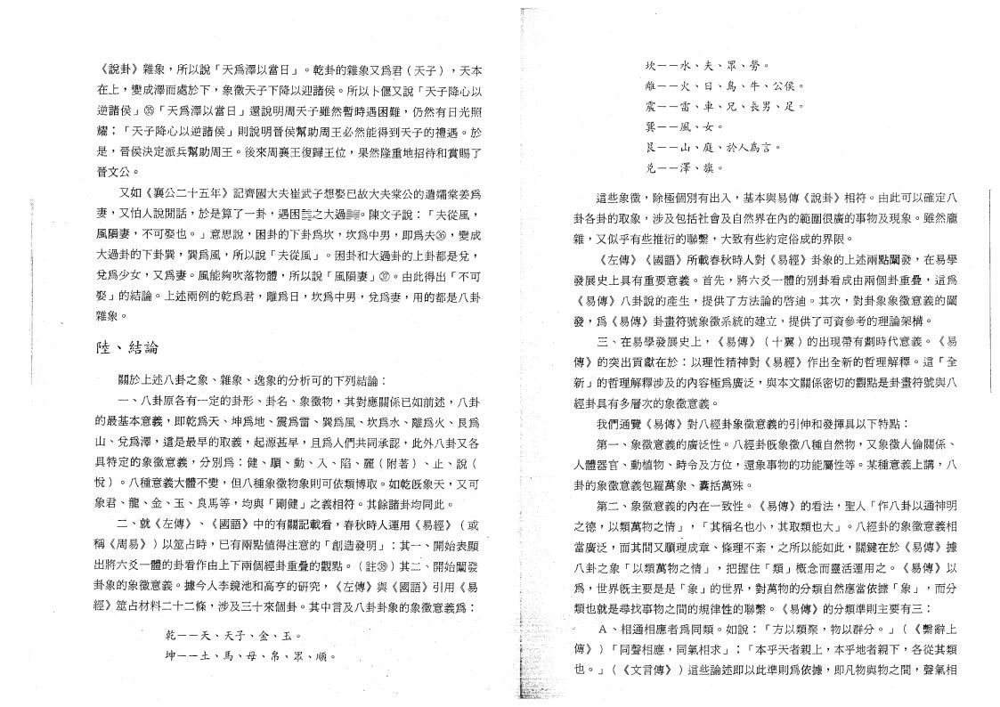 《說卦》雜象，所以說「天爲澤以當日」。乾卦的雜象又爲君（天子），天本
在上，變成澤而處於下，象徵天子下降以迎諸侯。所以卜偃又說「天子降心以
逆諸侯」㉟「天爲澤以當日」還說明周天子雖然暫時遇困難，仍然有日光照
耀；「天子降心以逆諸侯」則說明晉侯幫助周王必然能得到天子的禮遇。於
是，晉侯決定派兵幫助周王。後來周襄王復歸王位，果然隆重地招待和賞賜了
晉文公。
又如《襄公二十五年》記齊國大夫崔武子想娶已故大夫棠公的遺孀棠姜爲
妻，又怕人說閒話，於是算了一卦，遇困之大過。陳文子說：「夫從風，
風隕妻，不可娶也。」意思說，困卦的下卦爲坎，坎爲中男，即爲夫㊱，變成
大過卦的下卦巽，巽爲風，所以說「夫從風」。困卦和大過卦的上卦都是兌，
兌爲少女，又爲妻。風能夠吹落物體，所以說「風隕妻」㊲。由此得出「不可
娶」的結論。上述兩例的乾爲君，離爲日，坎爲中男，兌爲妻，用的都是八卦
雜象。
陸、結論
關於上述八卦之象、雜象、逸象的分析可的下列結論：
一、八卦原各有一定的卦形、卦名、象徵物，其對應關係已如前述，八卦
的最基本意義，即乾爲天、坤爲地、震爲雷、巽爲風、坎爲水、離爲火、艮爲
山、兌爲澤，這是最早的取義，起源甚早，且爲人們共同承認，此外八卦又各
具特定的象徵意義，分別爲：健、順、動、入、陷、麗（附著）、止、說（
悅）。八種意義大體不變，但八種象徵物象則可依類博取。如乾既象天，又可
象君、龍、金、玉、良馬等，均與「剛健」之義相符。其餘諸卦均同此。
二、就《左傳》、《國語》中的有關記載看，春秋時人運用《易經》（或
稱《周易》）以筮占時，已有兩點值得注意的「創造發明」：其一、開始表顯
出將六爻一體的卦看作由上下兩個經卦重疊的觀點。（註㊳）其二、開始闡發
卦象的象徵意義。據今人李鏡池和高亨的研究，《左傳》與《國語》引用《易
經》筮占材料二十二條，涉及三十來個卦。其中言及八卦卦象的象徵意義爲：
乾－－天、天子、金、玉。
坤－－土、馬、母、帛、眾、順。
坎－－水、夫、眾、勞。
離－－火、日、鳥、牛、公侯。
震－－雷、車、兄、長男、足。
巽－－風、女。
艮－－山、庭、於人爲言。
兌－－澤、旗。
這些象徵，除極個別有出入，基本與易傳《說卦》相符。由此可以確定八
卦各卦的取象，涉及包括社會及自然界在內的範圍很廣的事物及現象。雖然龐
雜，又似乎有些推衍的聯繫，大致有些約定俗成的界限。
《左傳》《國語》所載春秋時人對《易經》卦象的上述兩點闡發，在易學
發展史上具有重要意義。首先，將六爻一體的別卦看成由兩個卦重疊，這爲
《易傳》八卦說的產生，提供了方法論的啓迪。其次，對卦象象徵意義的闡
發，爲《易傳》卦畫符號象徵系統的建立，提供了可資參考的理論架構。
三、在易學發展史上，《易傳》（十翼）的出現帶有劃時代意義。《易
傳》的突出貢獻在於：以理性精神對《易經》作出全新的哲理解釋。這「全
新」的哲理解釋涉及的內容極爲廣泛，與本文關係密切的觀點是卦畫符號與八
經卦具有多層次的象徵意義。
我們通覽《易傳》對八經卦象徵意義的引伸和發揮具以下特點：
第一、象徵意義的廣泛性。八經卦既象徵八種自然物，又象徵人倫關係、
人體器官、動植物、時令及方位，還象事物的功能屬性等。某種意義上講，八
卦的象徵意義包羅萬象、囊括萬殊。
第二、象徵意義的內在一致性。《易傳》的看法，聖人「作八卦以通神明
之德，以類萬物之情」，「其稱名也小，其取類也大」。八經卦的象徵意義相
當廣泛，而其間又順理成章、條理不紊，之所以能如此，關鍵在於《易傳》據
八卦之象「以類萬物之情」，把握住「類」概念而靈活運用之。《易傳》以
爲，世界既主要是是「象」的世界，對萬物的分類自然應當依據「象」，而分
類也就是尋找事物之間的規律性的聯繫。《易傳》的分類準則主要有三：
A、相通相應者爲同類。如說：「方以類聚，物以群分。」（《繫辭上
傳》）「同聲相應，同氣相求」；「本乎天者親上，本乎地者親下，各從其類
也。」（《文言傳》）這些論述即以此準則爲依據，即凡物與物之間，聲氣相